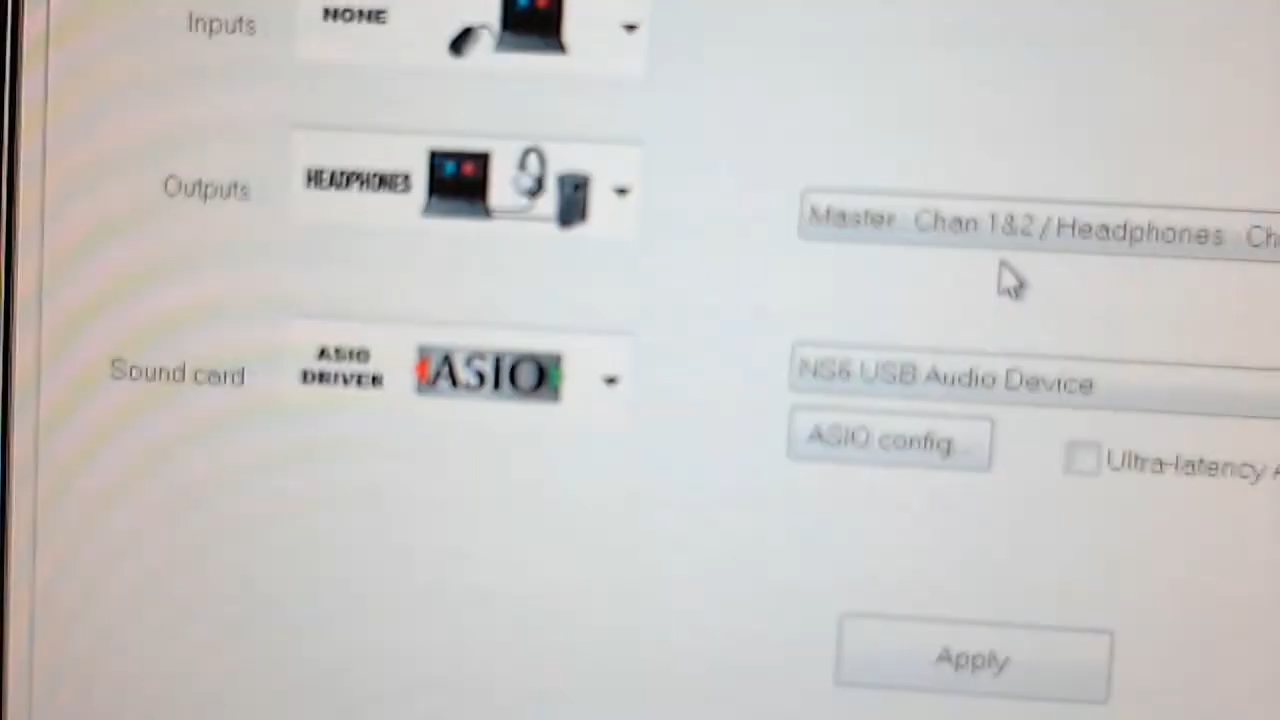 Inputs
NONE
Outputs
HEADPHONES
Master: Chan 1&2 / Headphones: Ch
Sound card
ASIO
DRIVER
ASIO
NS6 USB Audio Device
ASIO config...
Ultra-latency A
Apply